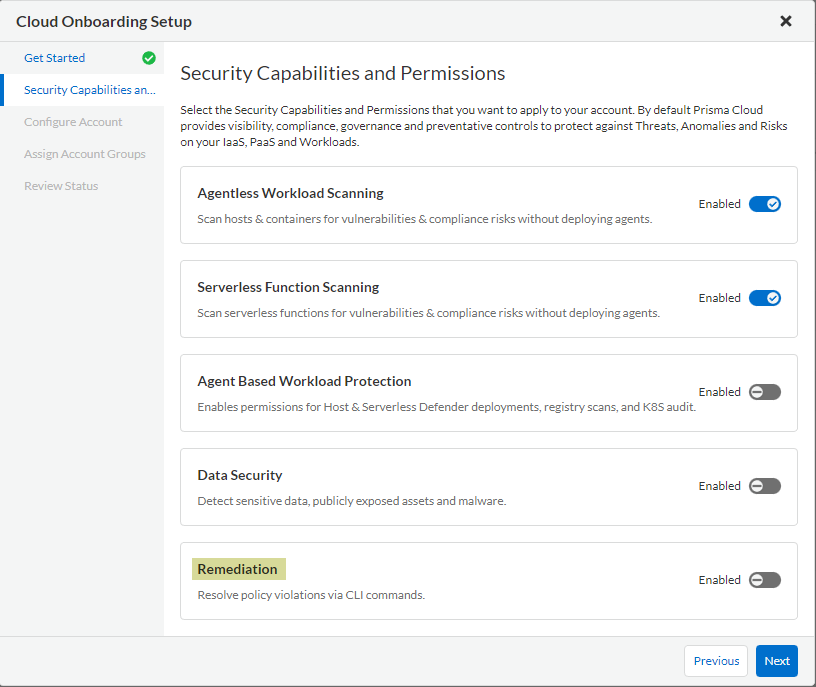 Cloud Onboarding Setup
Get Started
Security Capabilities an...
Configure Account
Assign Account Groups
Review Status
Security Capabilities and Permissions
Select the Security Capabilities and Permissions that you want to apply to your account. By default Prisma Cloud
provides visibility, compliance, governance and preventative controls to protect against Threats, Anomalies and Risks
on your IaaS, PaaS and Workloads.
Agentless Workload Scanning
Scan hosts & containers for vulnerabilities & compliance risks without deploying agents.
Enabled
Serverless Function Scanning
Scan serverless functions for vulnerabilities & compliance risks without deploying agents.
Enabled
Agent Based Workload Protection
Enables permissions for Host & Serverless Defender deployments, registry scans, and K8S audit.
Enabled
Data Security
Detect sensitive data, publicly exposed assets and malware.
Enabled
Remediation
Resolve policy violations via CLI commands.
Enabled
Previous
Next